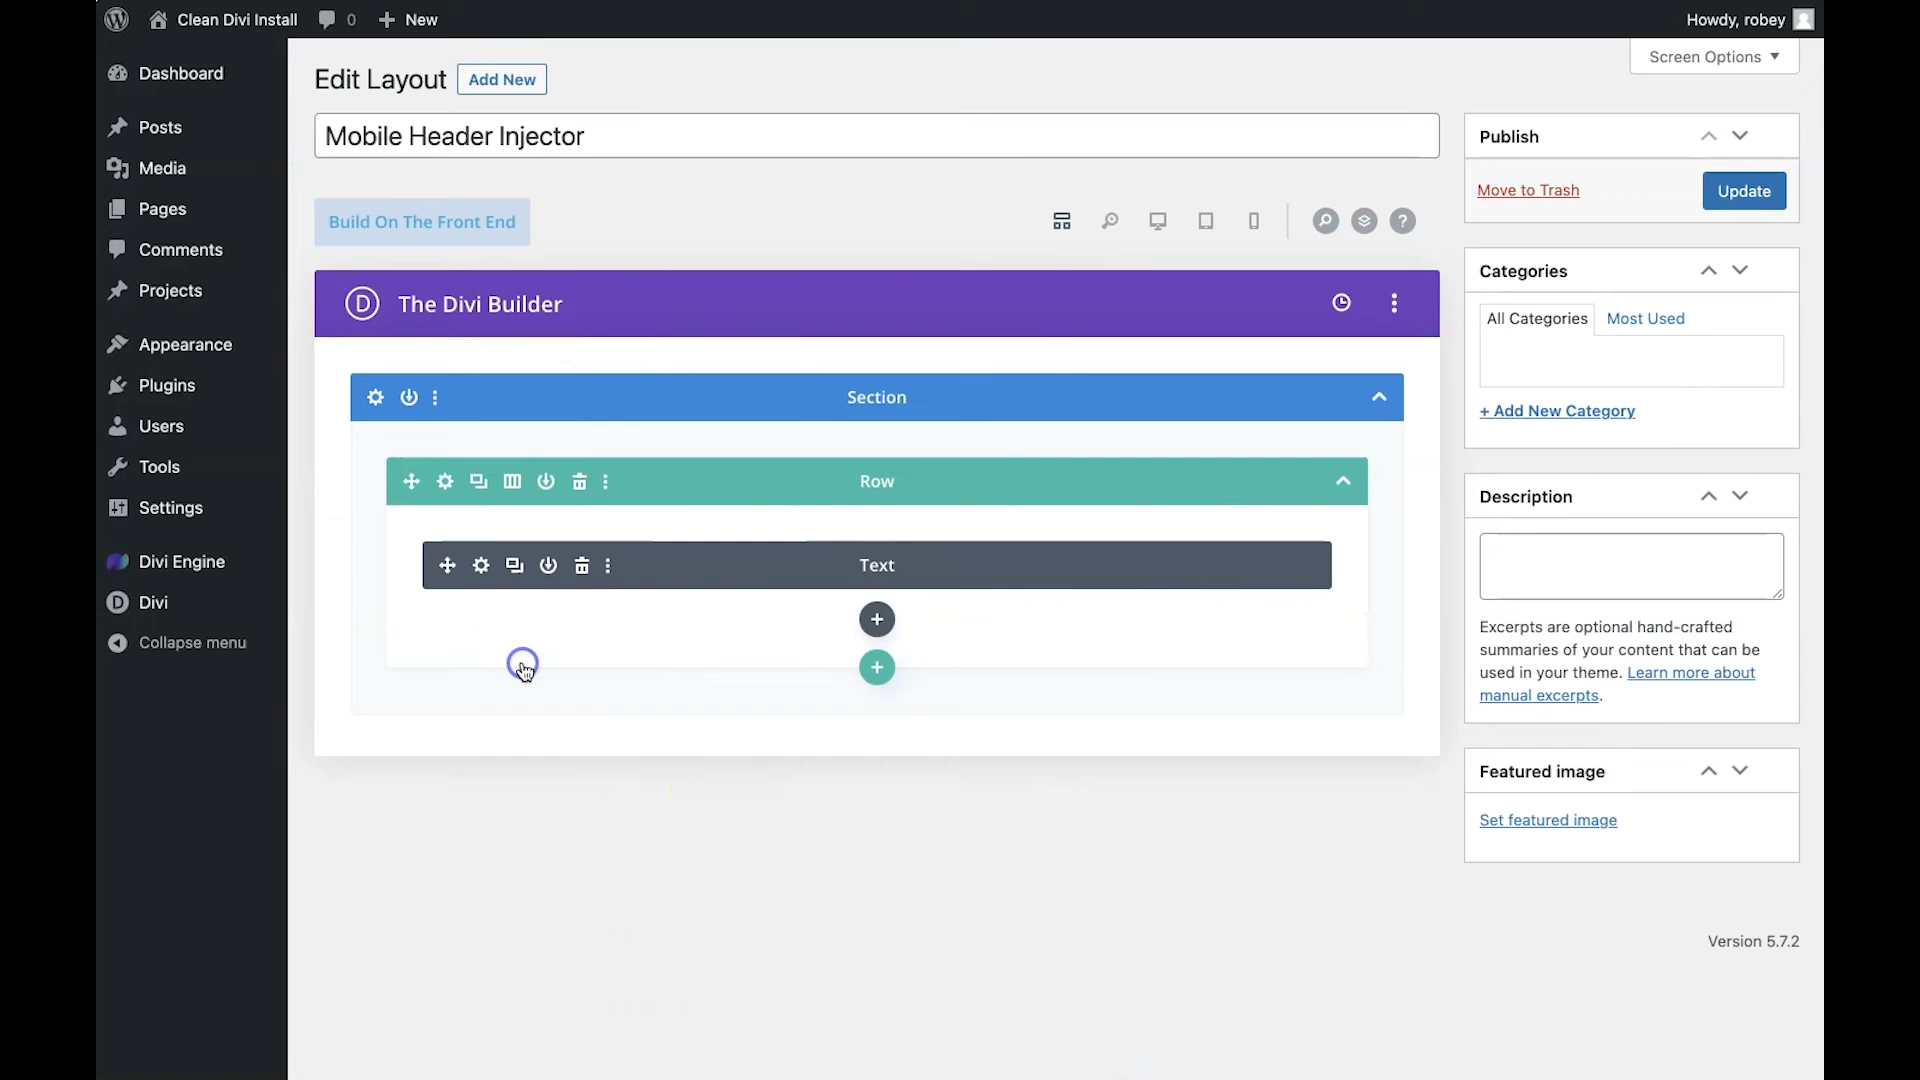 Clean Divi Install
0
New
Howdy, robey
Screen Options
Dashboard
Posts
Media
Pages
Comments
Projects
Appearance
Plugins
Users
Tools
Settings
Divi Engine
Divi
Collapse menu
Edit Layout
Add New
Mobile Header Injector
Build On The Front End
D
The Divi Builder
Section
Row
Text
Publish
Move to Trash
Update
Categories
All Categories
Most Used
+ Add New Category
Description
Excerpts are optional hand-crafted
summaries of your content that can be
used in your theme. Learn more about
manual excerpts.
Featured image
Set featured image
Version 5.7.2